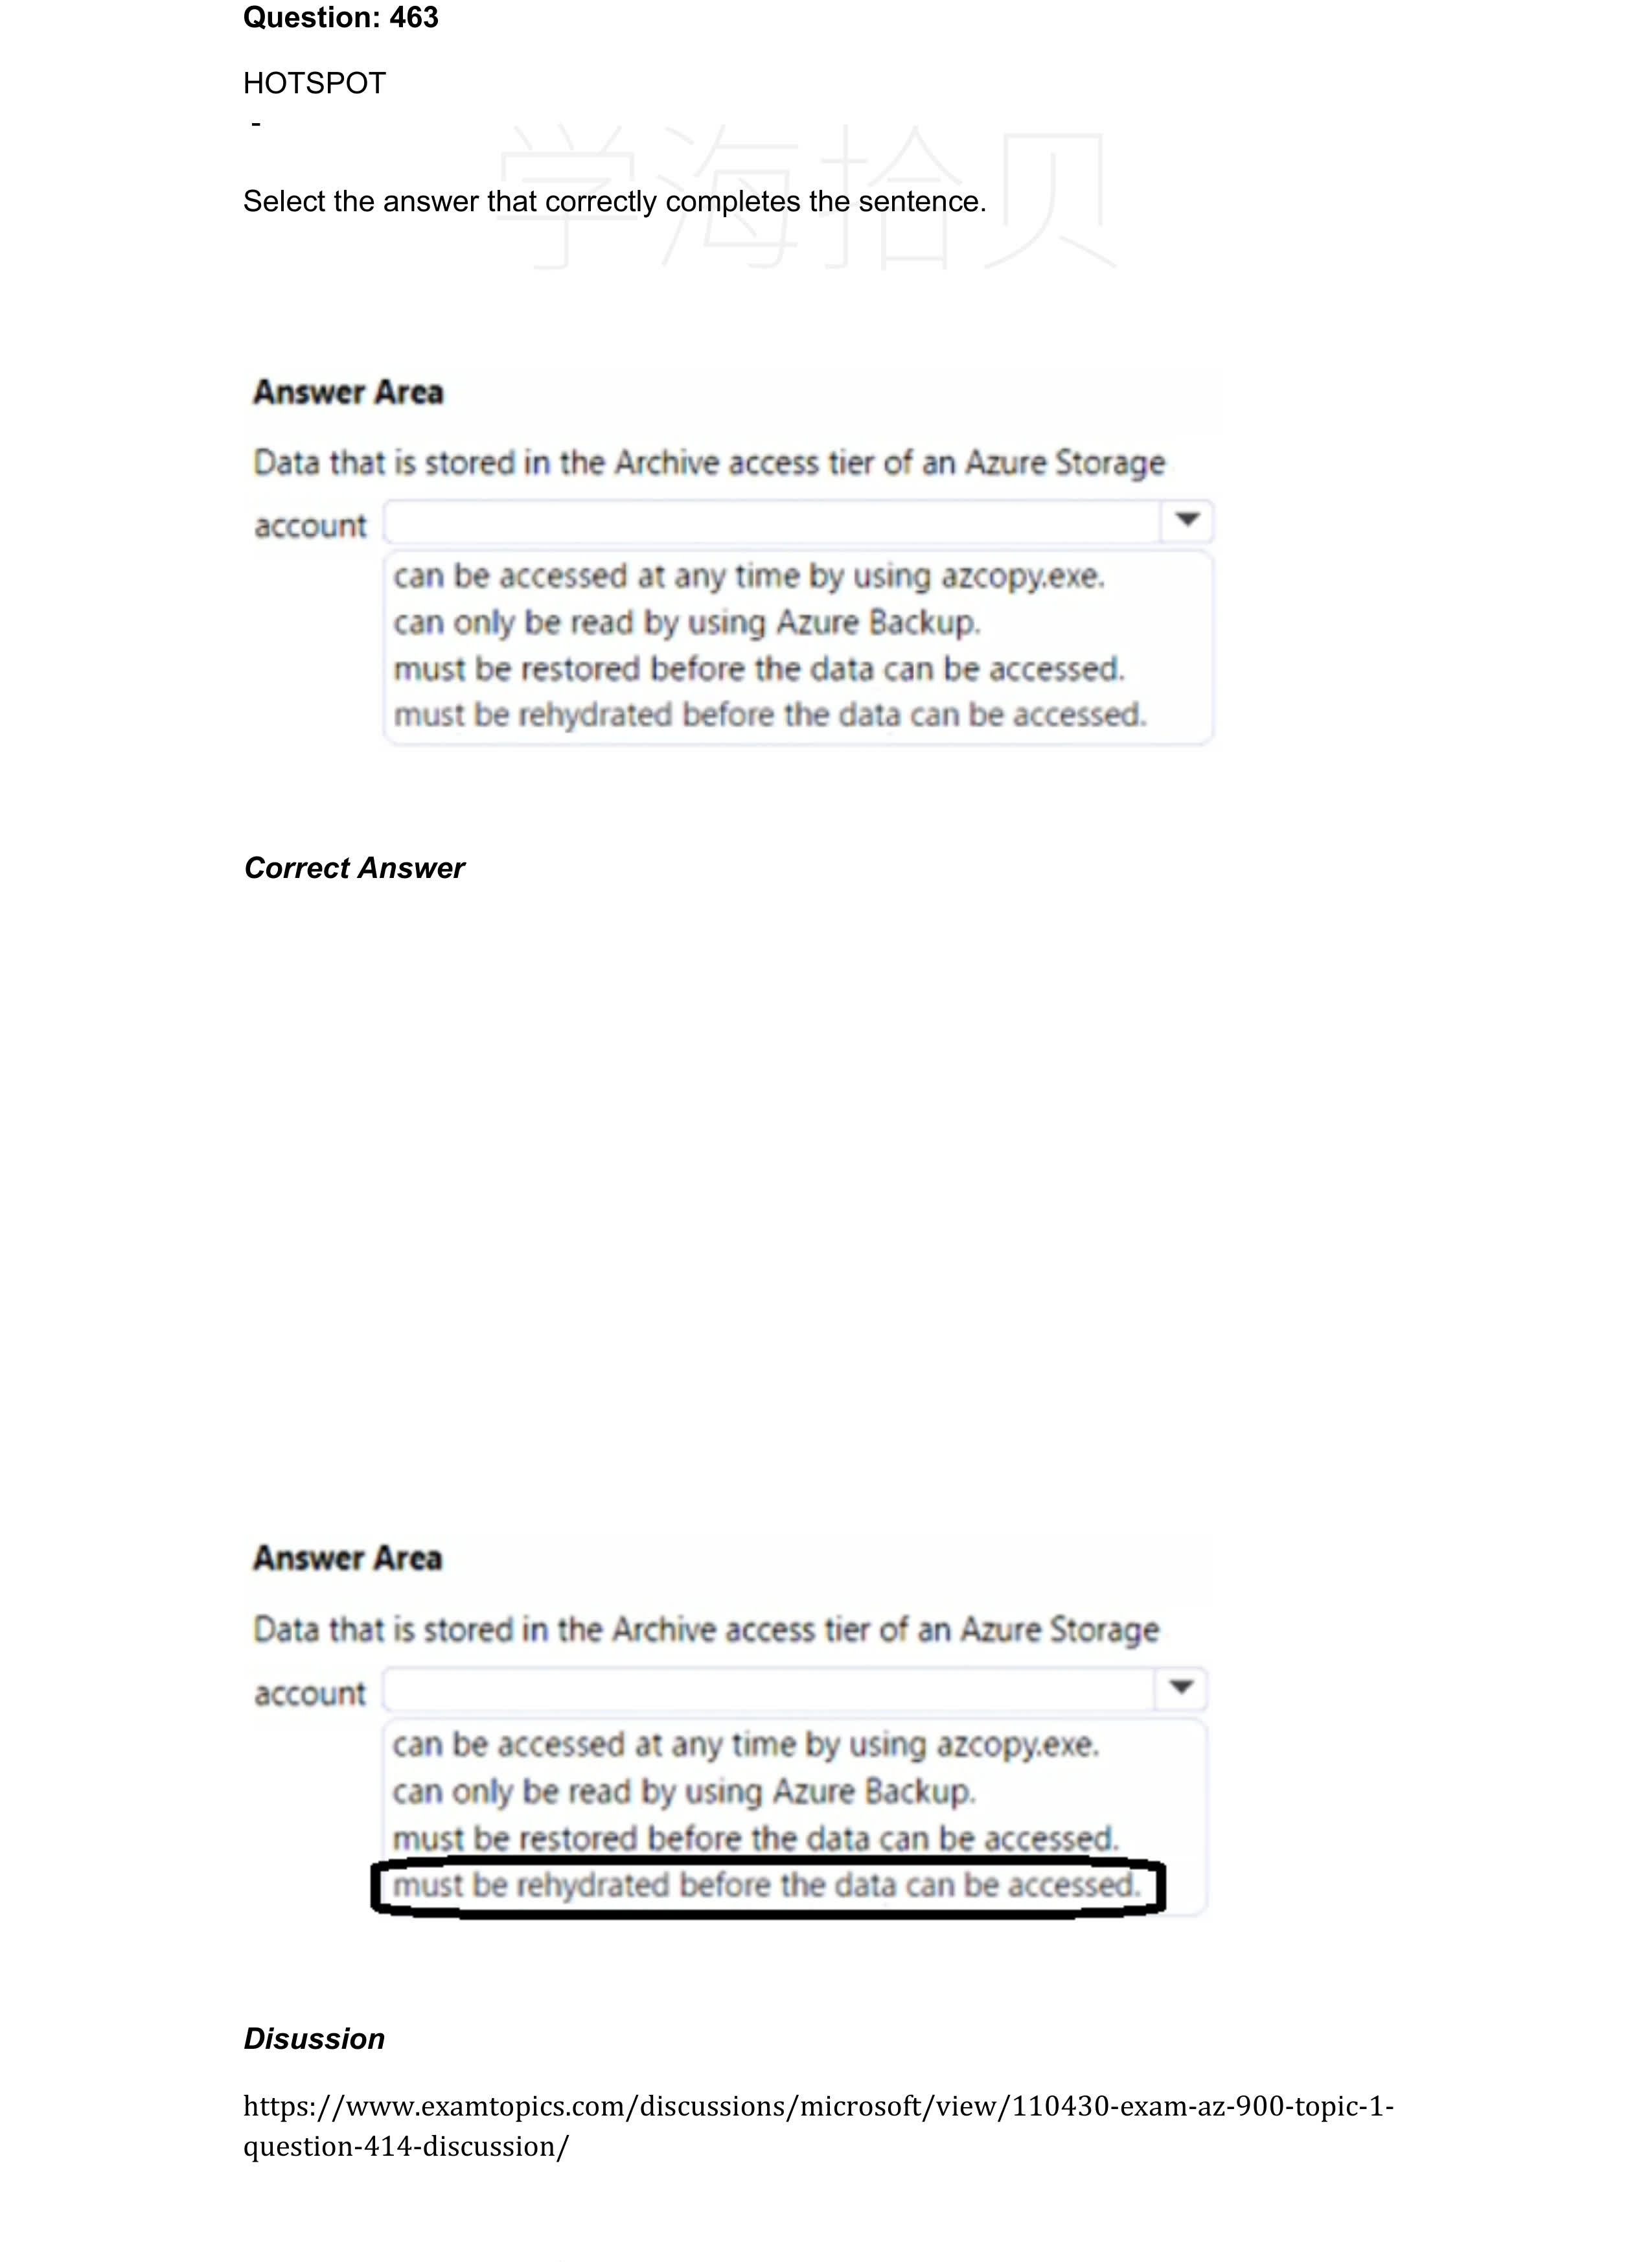 Question: 463
HOTSPOT
-
学海拾贝
Select the answer that correctly completes the sentence.
Answer Area
Data that is stored in the Archive access tier of an Azure Storage
account
can be accessed at any time by using azcopy.exe.
can only be read by using Azure Backup.
must be restored before the data can be accessed.
must be rehydrated before the data can be accessed.
Correct Answer
Answer Area
Data that is stored in the Archive access tier of an Azure Storage
account
can be accessed at any time by using azcopy.exe.
can only be read by using Azure Backup.
must be restored before the data can be accessed.
must be rehydrated before the data can be accessed.
Disussion
https://www.examtopics.com/discussions/microsoft/view/110430-exam-az-900-topic-1-
question-414-discussion/